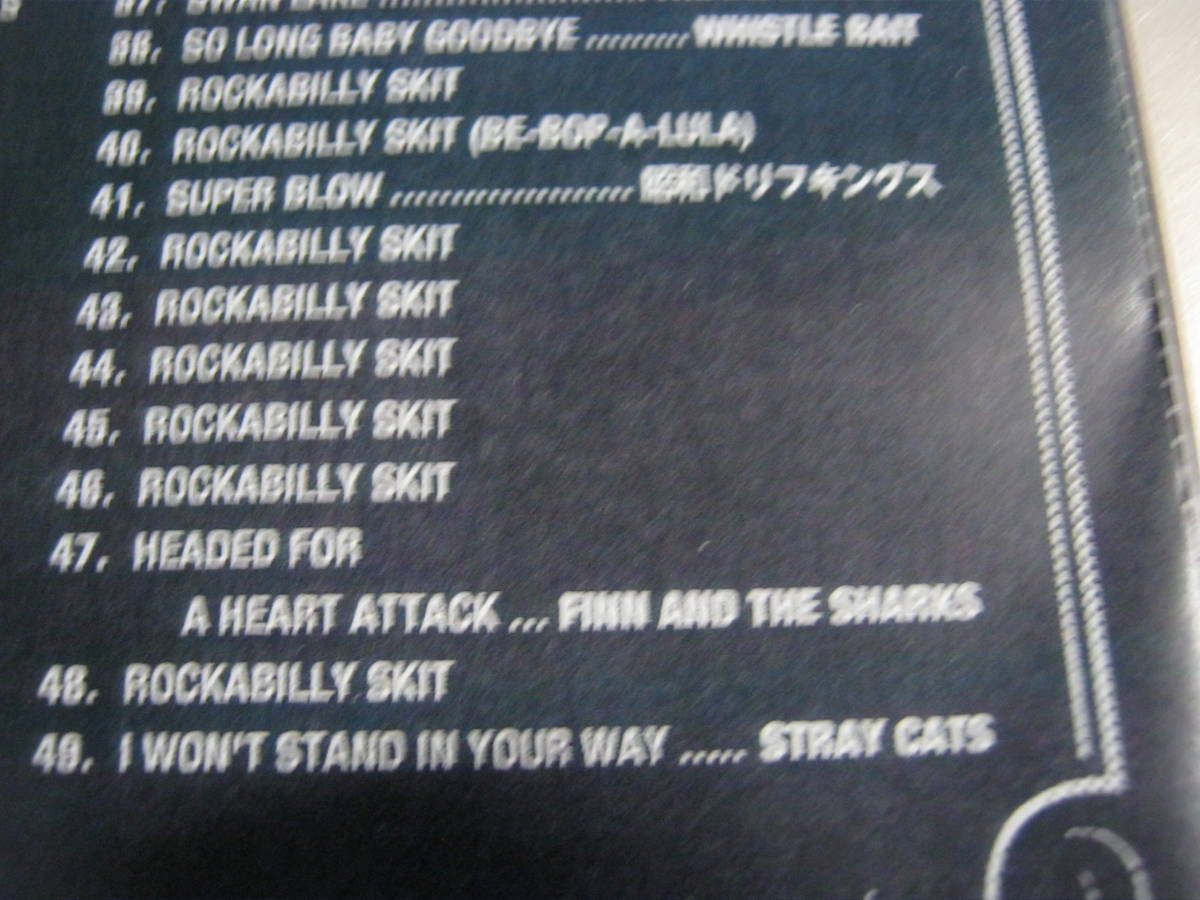 37. SWAN LAKE
38. SO LONG BABY GOODBYE ......... WHISTLE BAIT
39. ROCKABILLY SKIT
40. ROCKABILLY SKIT (BE-BOP-A-LULA)
41. SUPER BLOW ........................ 昭和ドリフキングス
42. ROCKABILLY SKIT
43. ROCKABILLY SKIT
44. ROCKABILLY SKIT
45. ROCKABILLY SKIT
46. ROCKABILLY SKIT
47. HEADED FOR
A HEART ATTACK ... FINN AND THE SHARKS
48. ROCKABILLY SKIT
49. I WON'T STAND IN YOUR WAY ..... STRAY CATS